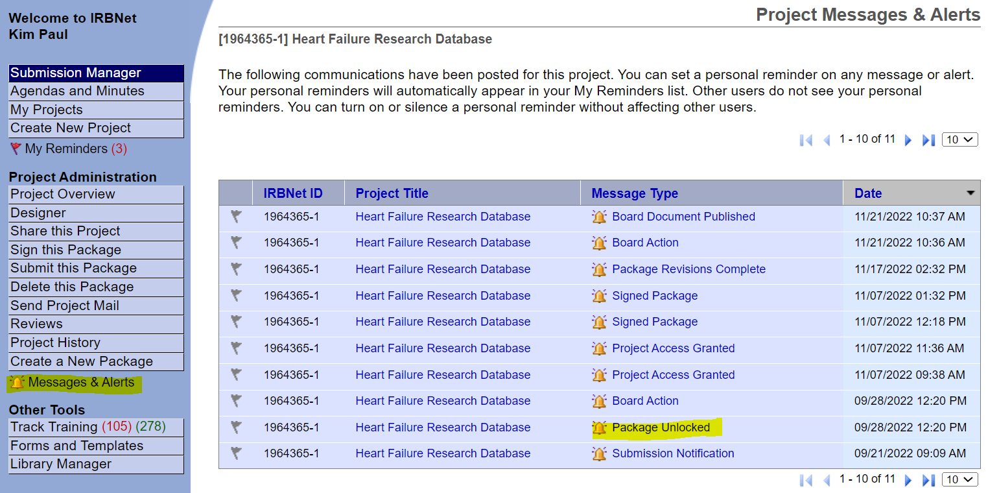 Welcome to IRBNet
Kim Paul
Submission Manager
Agendas and Minutes
My Projects
Create New Project
My Reminders (3)
Project Administration
Project Overview
Designer
Share this Project
Sign this Package
Submit this Package
Delete this Package
Send Project Mail
Reviews
Project History
Create a New Package
Messages & Alerts
Other Tools
Track Training (105) (278)
Forms and Templates
Library Manager
Project Messages & Alerts
[1964365-1] Heart Failure Research Database
The following communications have been posted for this project. You can set a personal reminder on any message or alert.
Your personal reminders will automatically appear in your My Reminders list. Other users do not see your personal
reminders. You can turn on or silence a personal reminder without affecting other users.
1 - 10 of 11 10
IRBNet ID Project Title Message Type Date
1964365-1 Heart Failure Research Database Board Document Published 11/21/2022 10:37 AM
1964365-1 Heart Failure Research Database Board Action 11/21/2022 10:36 AM
1964365-1 Heart Failure Research Database Package Revisions Complete 11/17/2022 02:32 PM
1964365-1 Heart Failure Research Database Signed Package 11/07/2022 01:32 PM
1964365-1 Heart Failure Research Database Signed Package 11/07/2022 12:18 PM
1964365-1 Heart Failure Research Database Project Access Granted 11/07/2022 11:36 AM
1964365-1 Heart Failure Research Database Project Access Granted 11/07/2022 09:38 AM
1964365-1 Heart Failure Research Database Board Action 09/28/2022 12:20 PM
1964365-1 Heart Failure Research Database Package Unlocked 09/28/2022 12:20 PM
1964365-1 Heart Failure Research Database Submission Notification 09/21/2022 09:09 AM
1 - 10 of 11 10